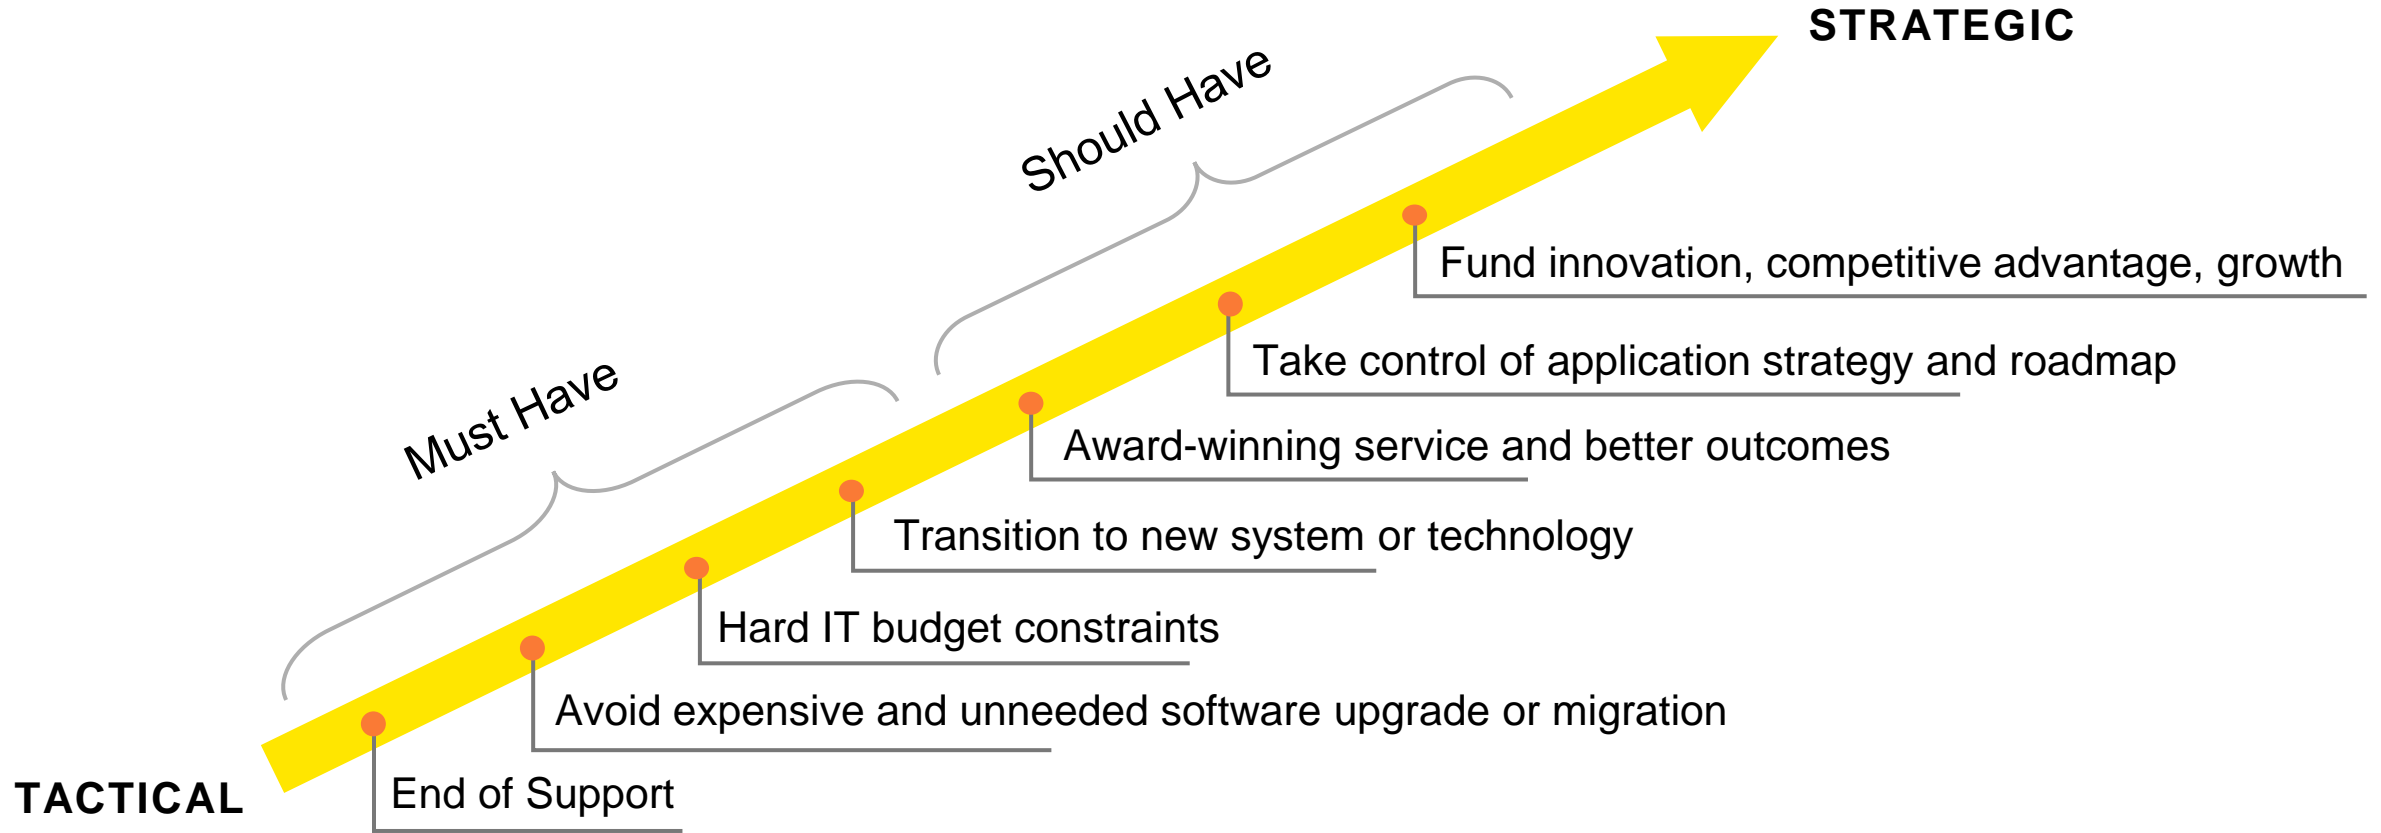 STRATEGIC
Should Have
Fund innovation, competitive advantage, growth
Take control of application strategy and roadmap
Must Have
Award-winning service and better outcomes
Transition to new system or technology
Hard IT budget constraints
Avoid expensive and unneeded software upgrade or migration
End of Support
TACTICAL